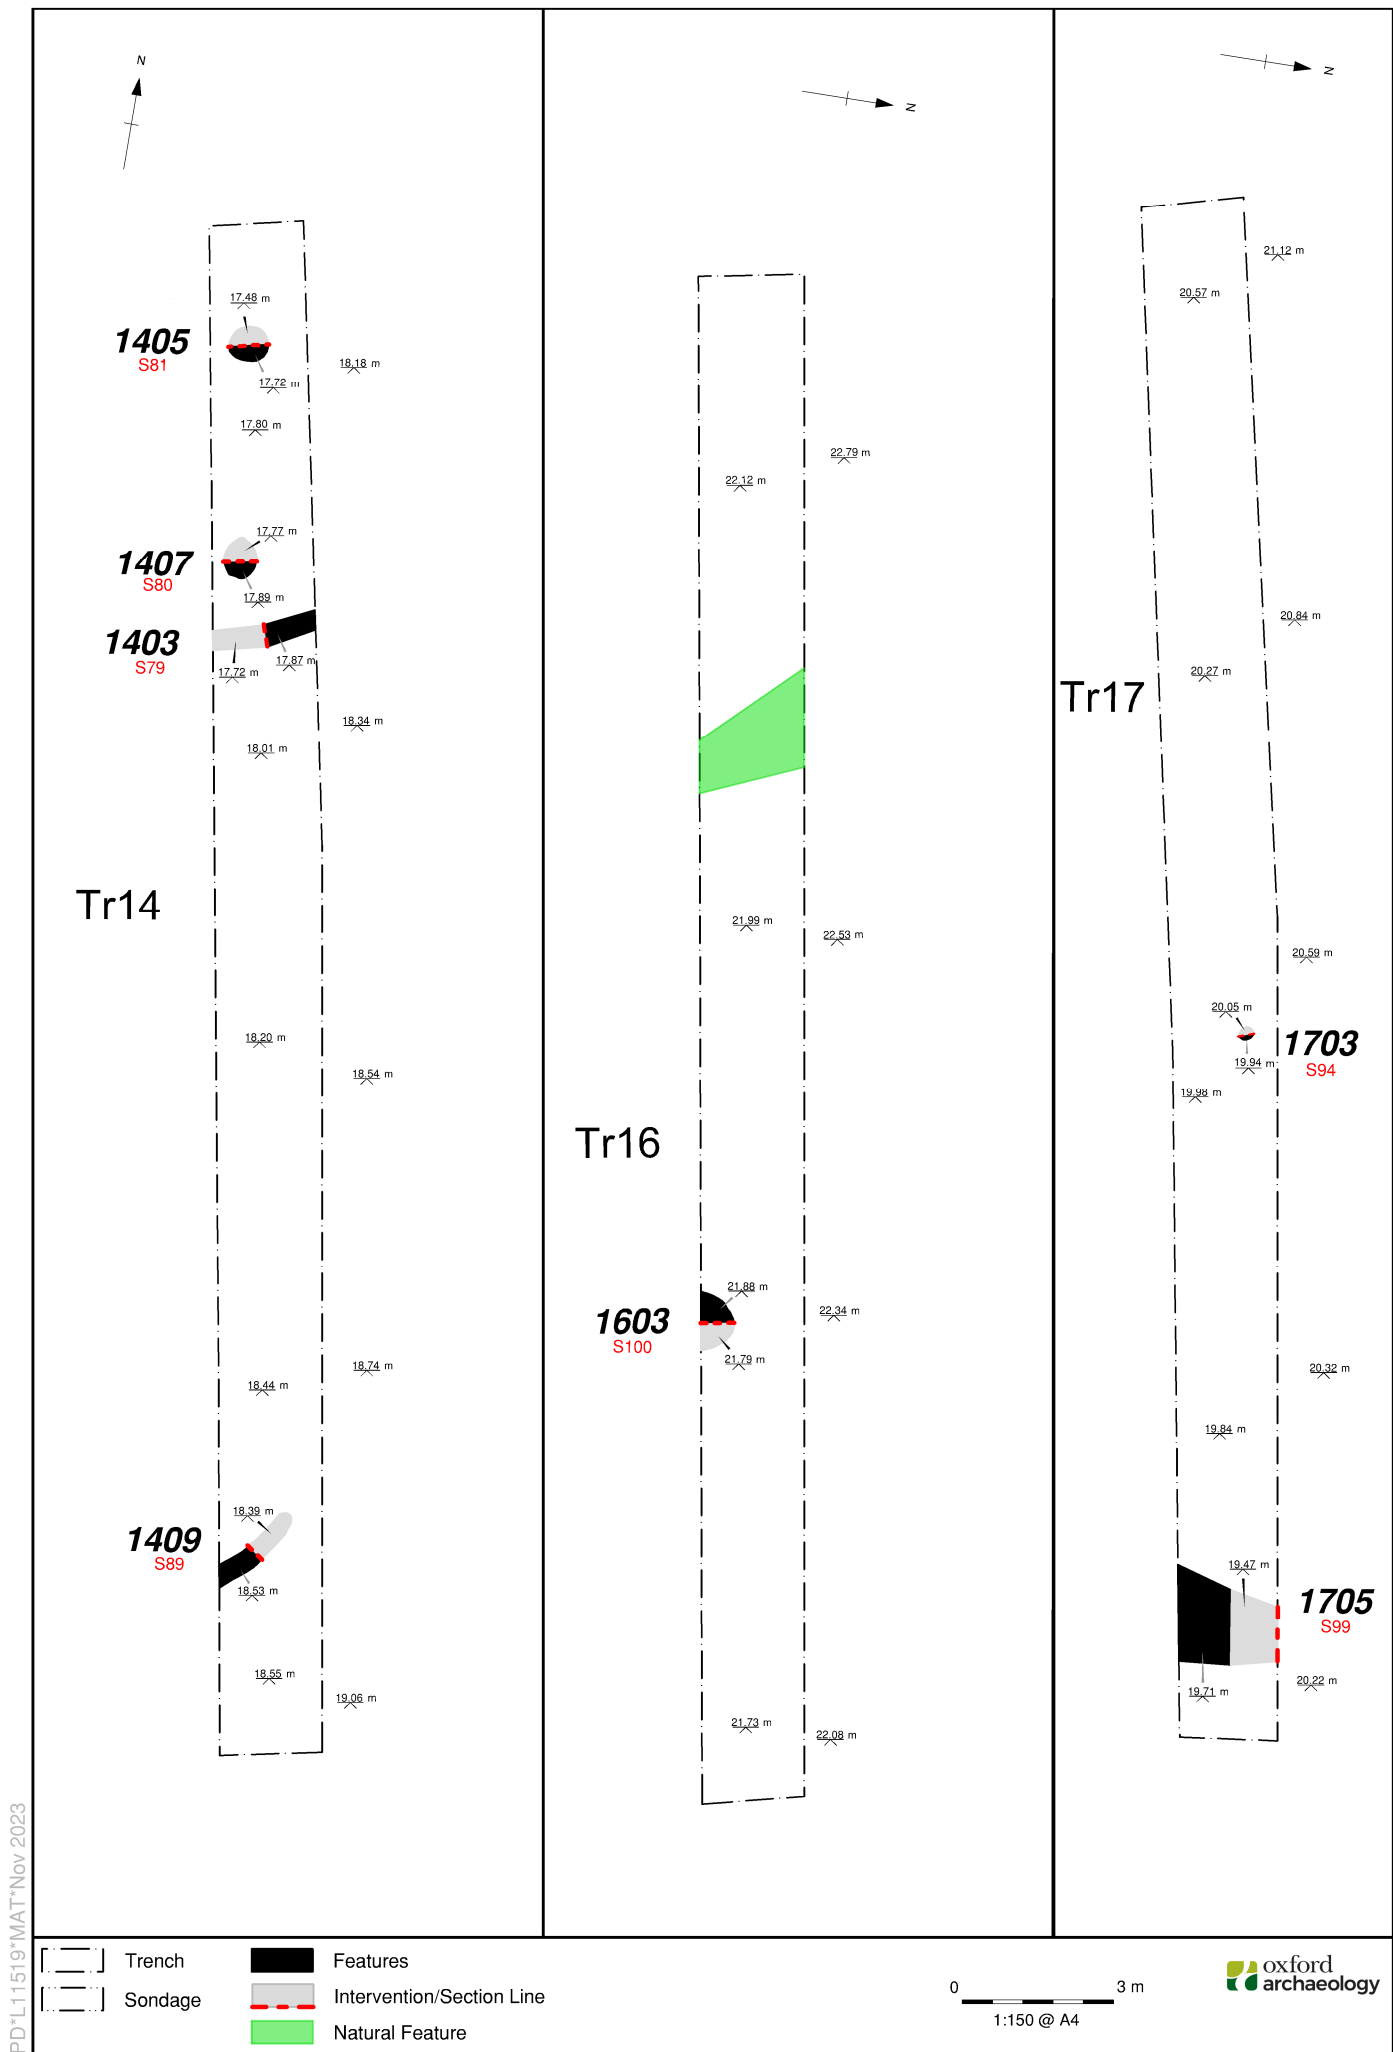 N
17.48 m
1405
S81
17.72 m
18.18 m
17.80 m
17.77 m
1407
S80
17.89 m
1403
S79
17.87 m
17.72 m
18.34 m
18.01 m
Tr14
18.20 m
18.54 m
18.74 m
18.44 m
18.39 m
1409
S89
18.53 m
18.55 m
19.06 m
N
22.79 m
22.12 m
21.99 m
22.53 m
Tr16
21.88 m
1603
S100
22.34 m
21.79 m
21.73 m
22.08 m
N
21.12 m
20.57 m
20.84 m
20.27 m
Tr17
20.59 m
20.05 m
1703
S94
19.94 m
19.98 m
20.32 m
19.84 m
19.47 m
1705
S99
20.22 m
19.71 m
Trench
Sondage
Features
Intervention/Section Line
Natural Feature
0 3 m
1:150 @ A4
oxford
archaeology
PD*L11519*MAT*Nov 2023